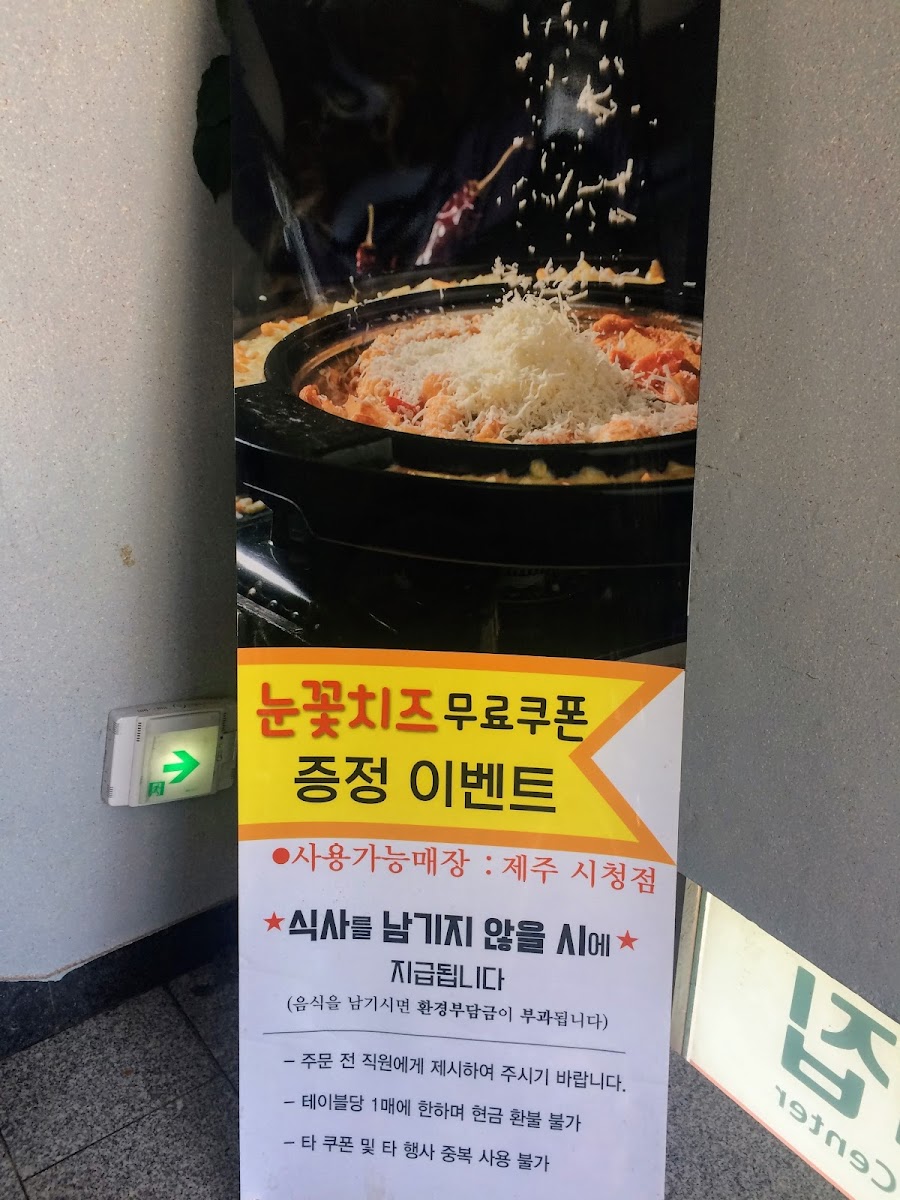 눈꽃치즈 무료쿠폰
증정 이벤트
●사용가능매장 : 제주 시청점
★식사를 남기지 않을 시에★
지급됩니다
(음식을 남기시면 환경부담금이 부과됩니다)
– 주문 전 직원에게 제시하여 주시기 바랍니다.
– 테이블당 1매에 한하며 현금 환불 불가
– 타 쿠폰 및 타 행사 중복 사용 불가
집
Center